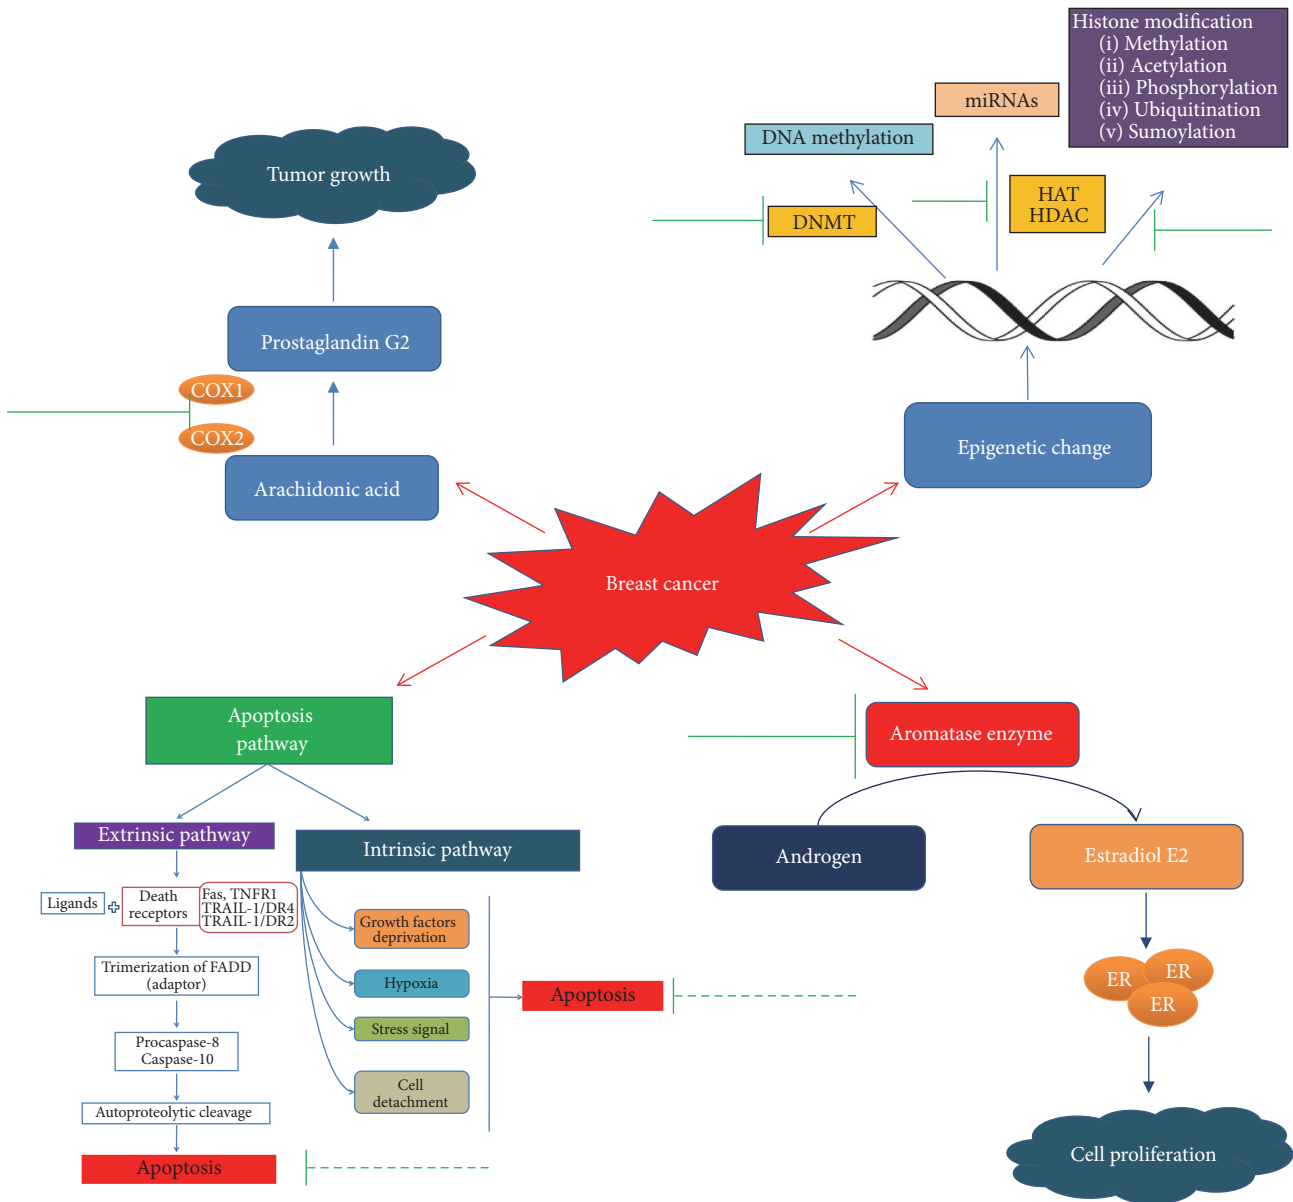 Histone modification
(i) Methylation
(ii) Acetylation
(iii) Phosphorylation
(iv) Ubiquitination
(v) Sumoylation
miRNAs
DNA methylation
HAT
HDAC
DNMT
Tumor growth
Prostaglandin G2
COX1
COX2
Arachidonic acid
Epigenetic change
Breast cancer
Apoptosis
pathway
Extrinsic pathway
Intrinsic pathway
Ligands
Death
receptors
Fas, TNFR1
TRAIL-1/DR4
TRAIL-1/DR2
Trimerization of FADD
(adaptor)
Procaspase-8
Caspase-10
Autoproteolytic cleavage
Apoptosis
Growth factors
deprivation
Hypoxia
Stress signal
Cell
detachment
Apoptosis
Aromatase enzyme
Androgen
Estradiol E2
ER
ER
ER
Cell proliferation